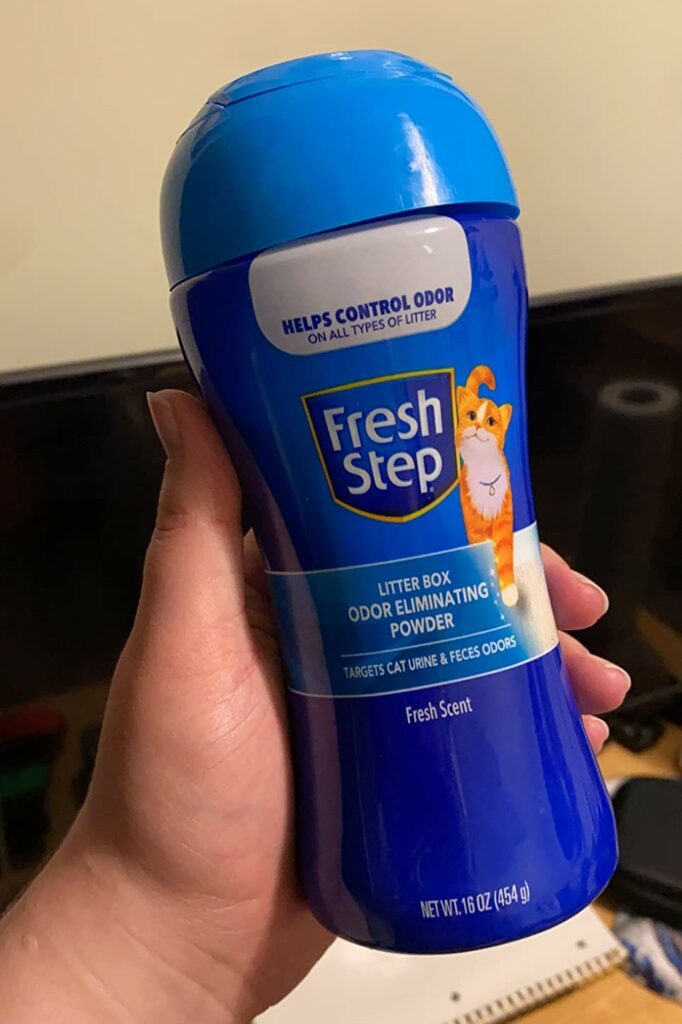 HELPS CONTROL ODOR
ON ALL TYPES OF LITTER
Fresh
Step®
LITTER BOX
ODOR ELIMINATING
POWDER
TARGETS CAT URINE & FECES ODORS
Fresh Scent
NET WT. 16 OZ (454 g)